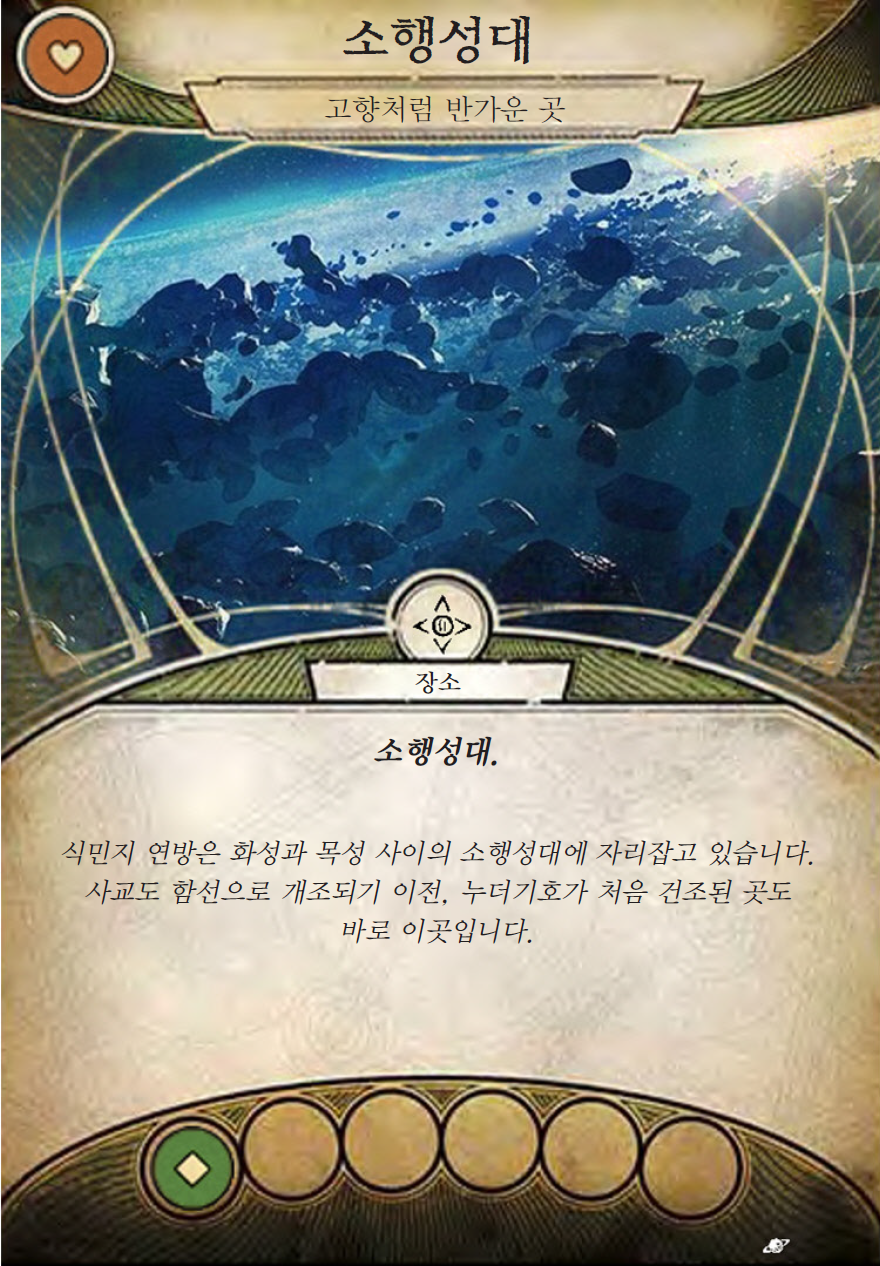 소행성대
고향처럼 반가운 곳
장소
소행성대.
식민지 연방은 화성과 목성 사이의 소행성대에 자리잡고 있습니다.
사교도 함선으로 개조되기 이전, 누더기호가 처음 건조된 곳도
바로 이곳입니다.